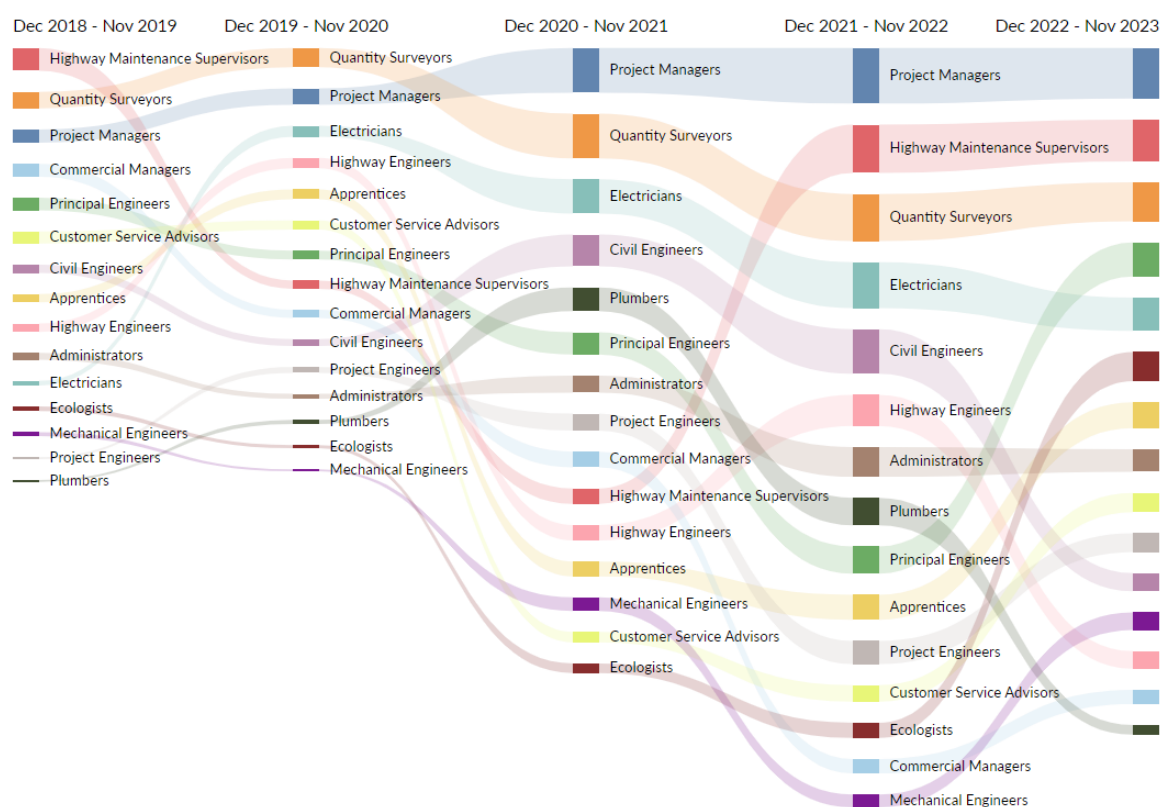 Dec 2018 - Nov 2019
Dec 2019 - Nov 2020
Dec 2020 - Nov 2021
Dec 2021 - Nov 2022
Dec 2022 - Nov 2023
Highway Maintenance Supervisors
Quantity Surveyors
Project Managers
Commercial Managers
Principal Engineers
Customer Service Advisors
Civil Engineers
Apprentices
Highway Engineers
Administrators
Electricians
Ecologists
Mechanical Engineers
Project Engineers
Plumbers
Quantity Surveyors
Project Managers
Electricians
Highway Engineers
Apprentices
Customer Service Advisors
Principal Engineers
Highway Maintenance Supervisors
Commercial Managers
Civil Engineers
Project Engineers
Administrators
Plumbers
Ecologists
Mechanical Engineers
Project Managers
Quantity Surveyors
Electricians
Civil Engineers
Plumbers
Principal Engineers
Administrators
Project Engineers
Commercial Managers
Highway Maintenance Supervisors
Highway Engineers
Apprentices
Mechanical Engineers
Customer Service Advisors
Ecologists
Project Managers
Highway Maintenance Supervisors
Quantity Surveyors
Electricians
Civil Engineers
Highway Engineers
Administrators
Plumbers
Principal Engineers
Apprentices
Project Engineers
Customer Service Advisors
Ecologists
Commercial Managers
Mechanical Engineers